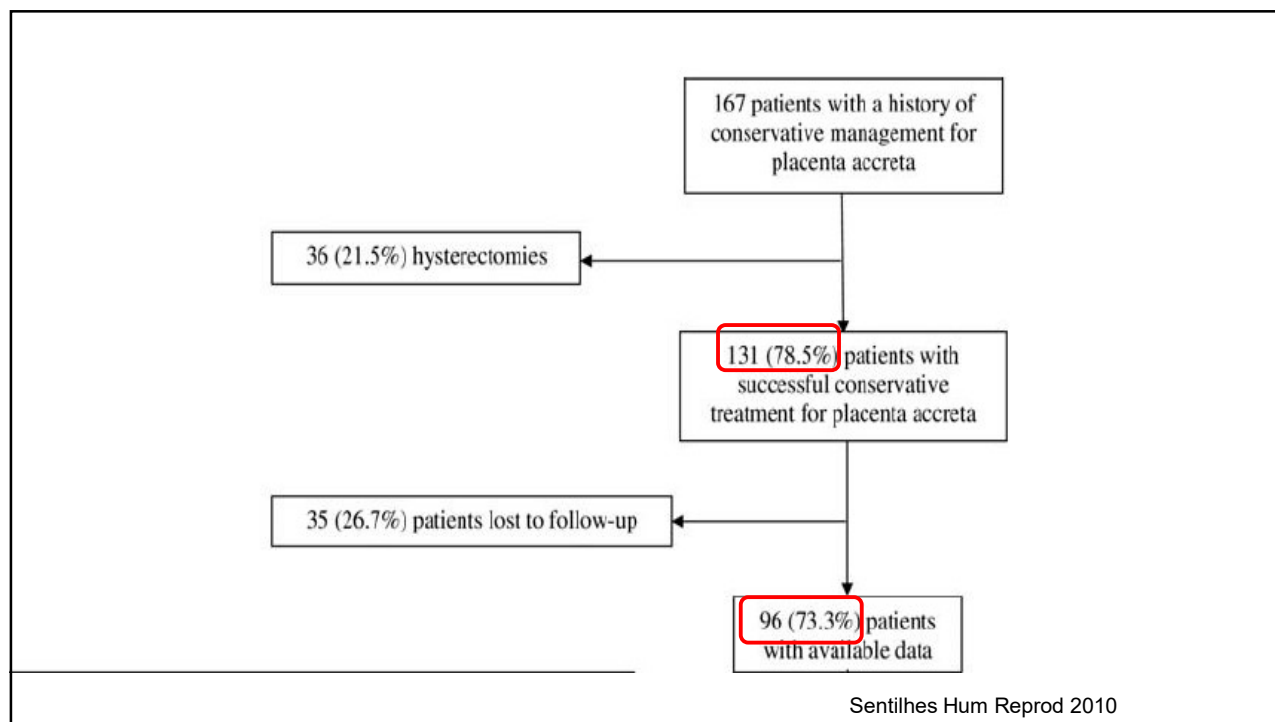 167 patients with a history of
conservative management for
placenta accreta
36 (21.5%) hysterectomies
131 (78.5%) patients with
successful conservative
treatment for placenta accreta
35 (26.7%) patients lost to follow-up
96 (73.3%) patients
with available data
Sentilhes Hum Reprod 2010